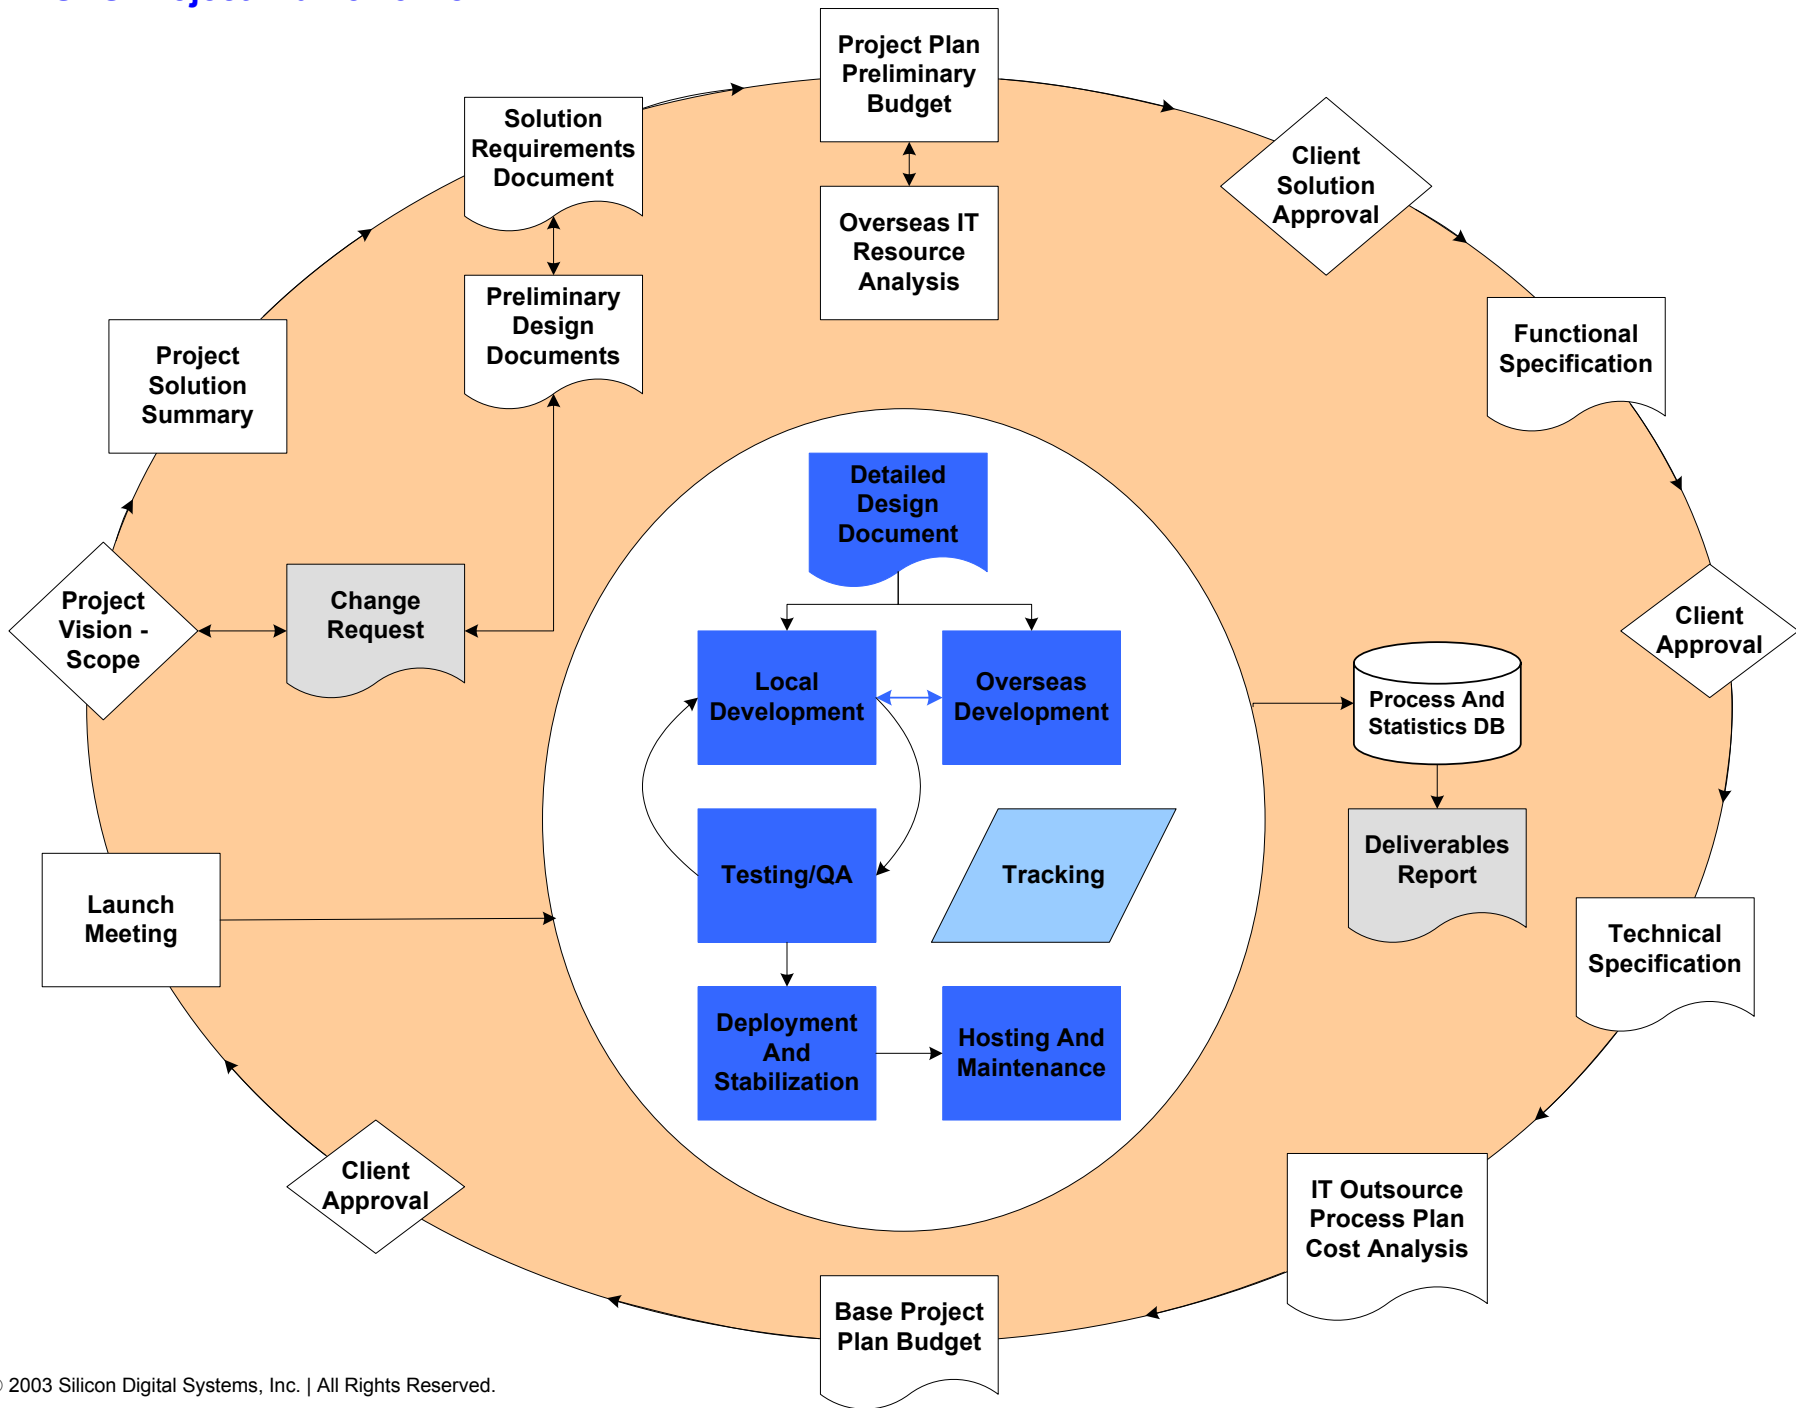 Project Plan
Preliminary
Budget
Solution
Requirements
Document
Client
Solution
Approval
Overseas IT
Resource
Analysis
Preliminary
Design
Documents
Functional
Specification
Project
Solution
Summary
Detailed
Design
Document
Project
Vision -
Scope
Change
Request
Client
Approval
Local
Development
Overseas
Development
Process And
Statistics DB
Testing/QA
Tracking
Deliverables
Report
Launch
Meeting
Technical
Specification
Deployment
And
Stabilization
Hosting And
Maintenance
Client
Approval
IT Outsource
Process Plan
Cost Analysis
Base Project
Plan Budget
© 2003 Silicon Digital Systems, Inc. | All Rights Reserved.